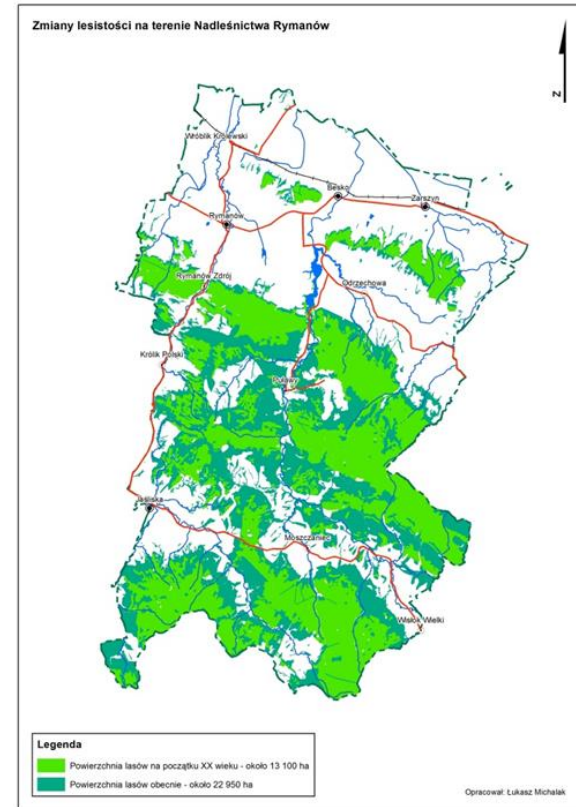 Zmiany lesistości na terenie Nadleśnictwa Rymanów
N
Wróblik Królewski
Besko
Zarszyn
Rymanów
Rymanów Zdrój
Odrzechowa
Królik Polski
Puławy
Jaśliska
Moszczaniec
Wisłok Wielki
Legenda
Powierzchnia lasów na początku XX wieku - około 13 100 ha
Powierzchnia lasów obecnie - około 22 950 ha
Opracował: Łukasz Michalak